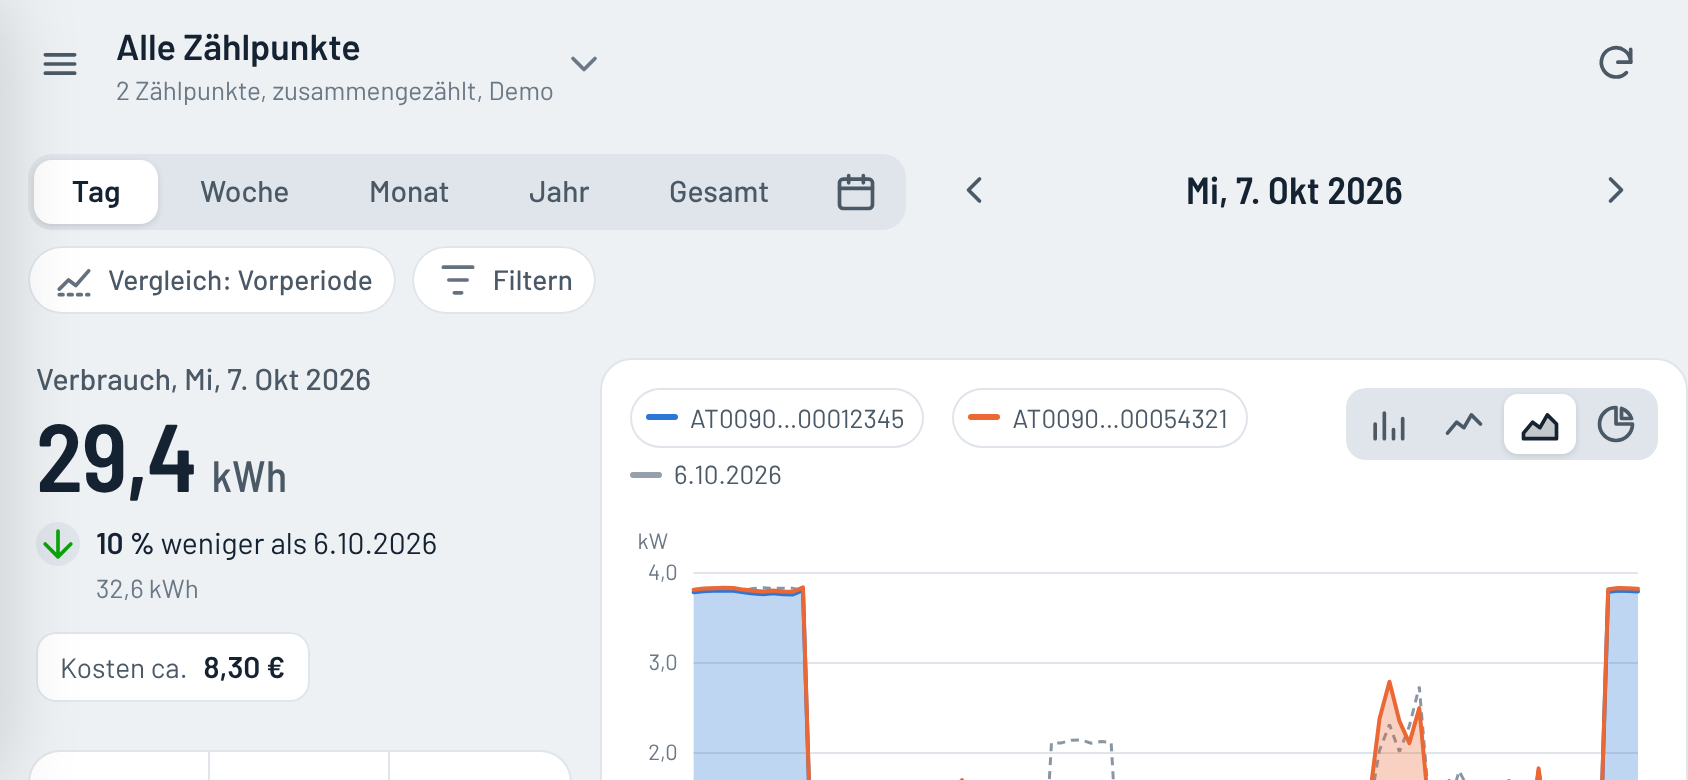 Alle Zählpunkte
2 Zählpunkte, zusammengezählt, Demo
Tag Woche Monat Jahr Gesamt
Mi, 7. Okt 2026
Vergleich: Vorperiode
Filtern
Verbrauch, Mi, 7. Okt 2026
29,4 kWh
10 % weniger als 6.10.2026
32,6 kWh
Kosten ca. 8,30 €
AT0090...00012345
AT0090...00054321
6.10.2026
kW
4,0
3,0
2,0